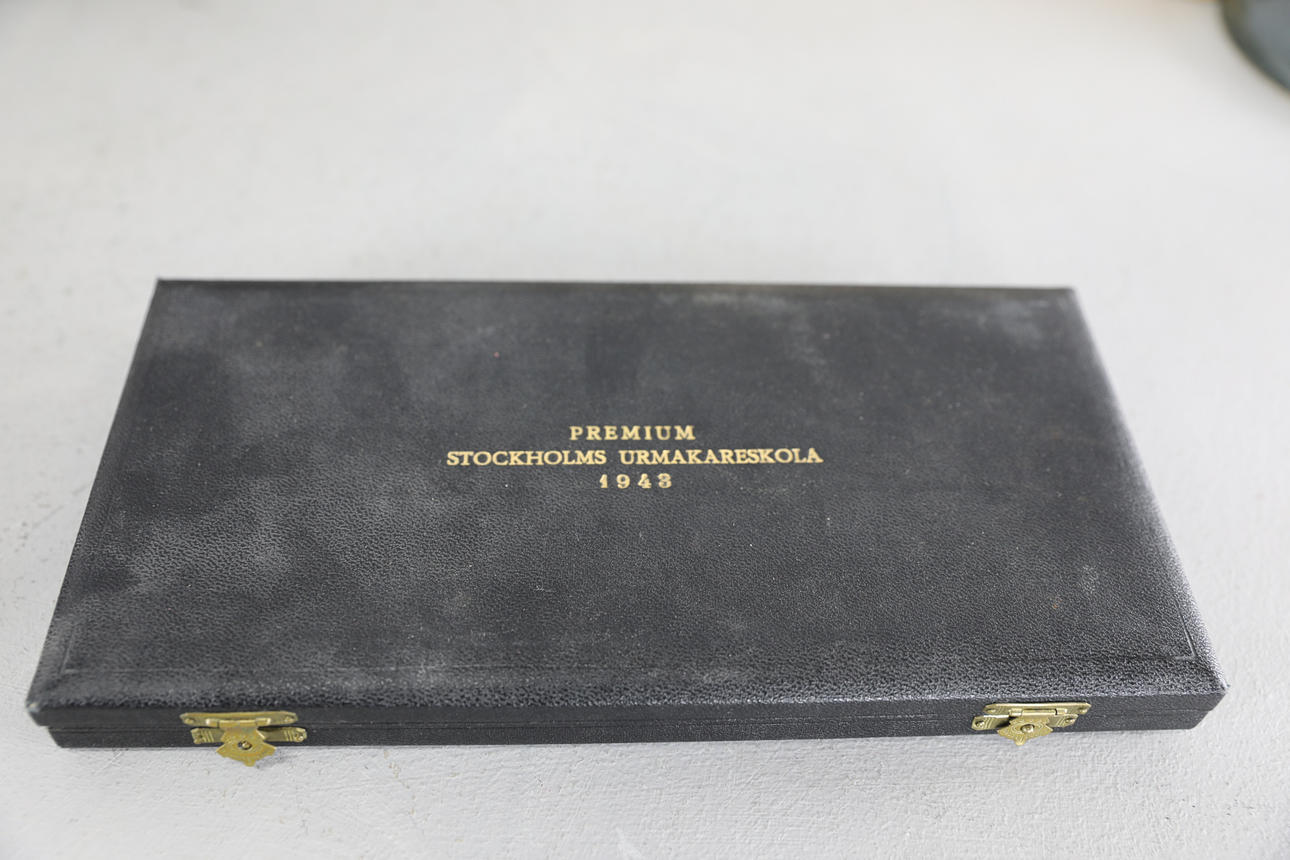 PREMIUM
STOCKHOLMS URMAKARESKOLA
1943